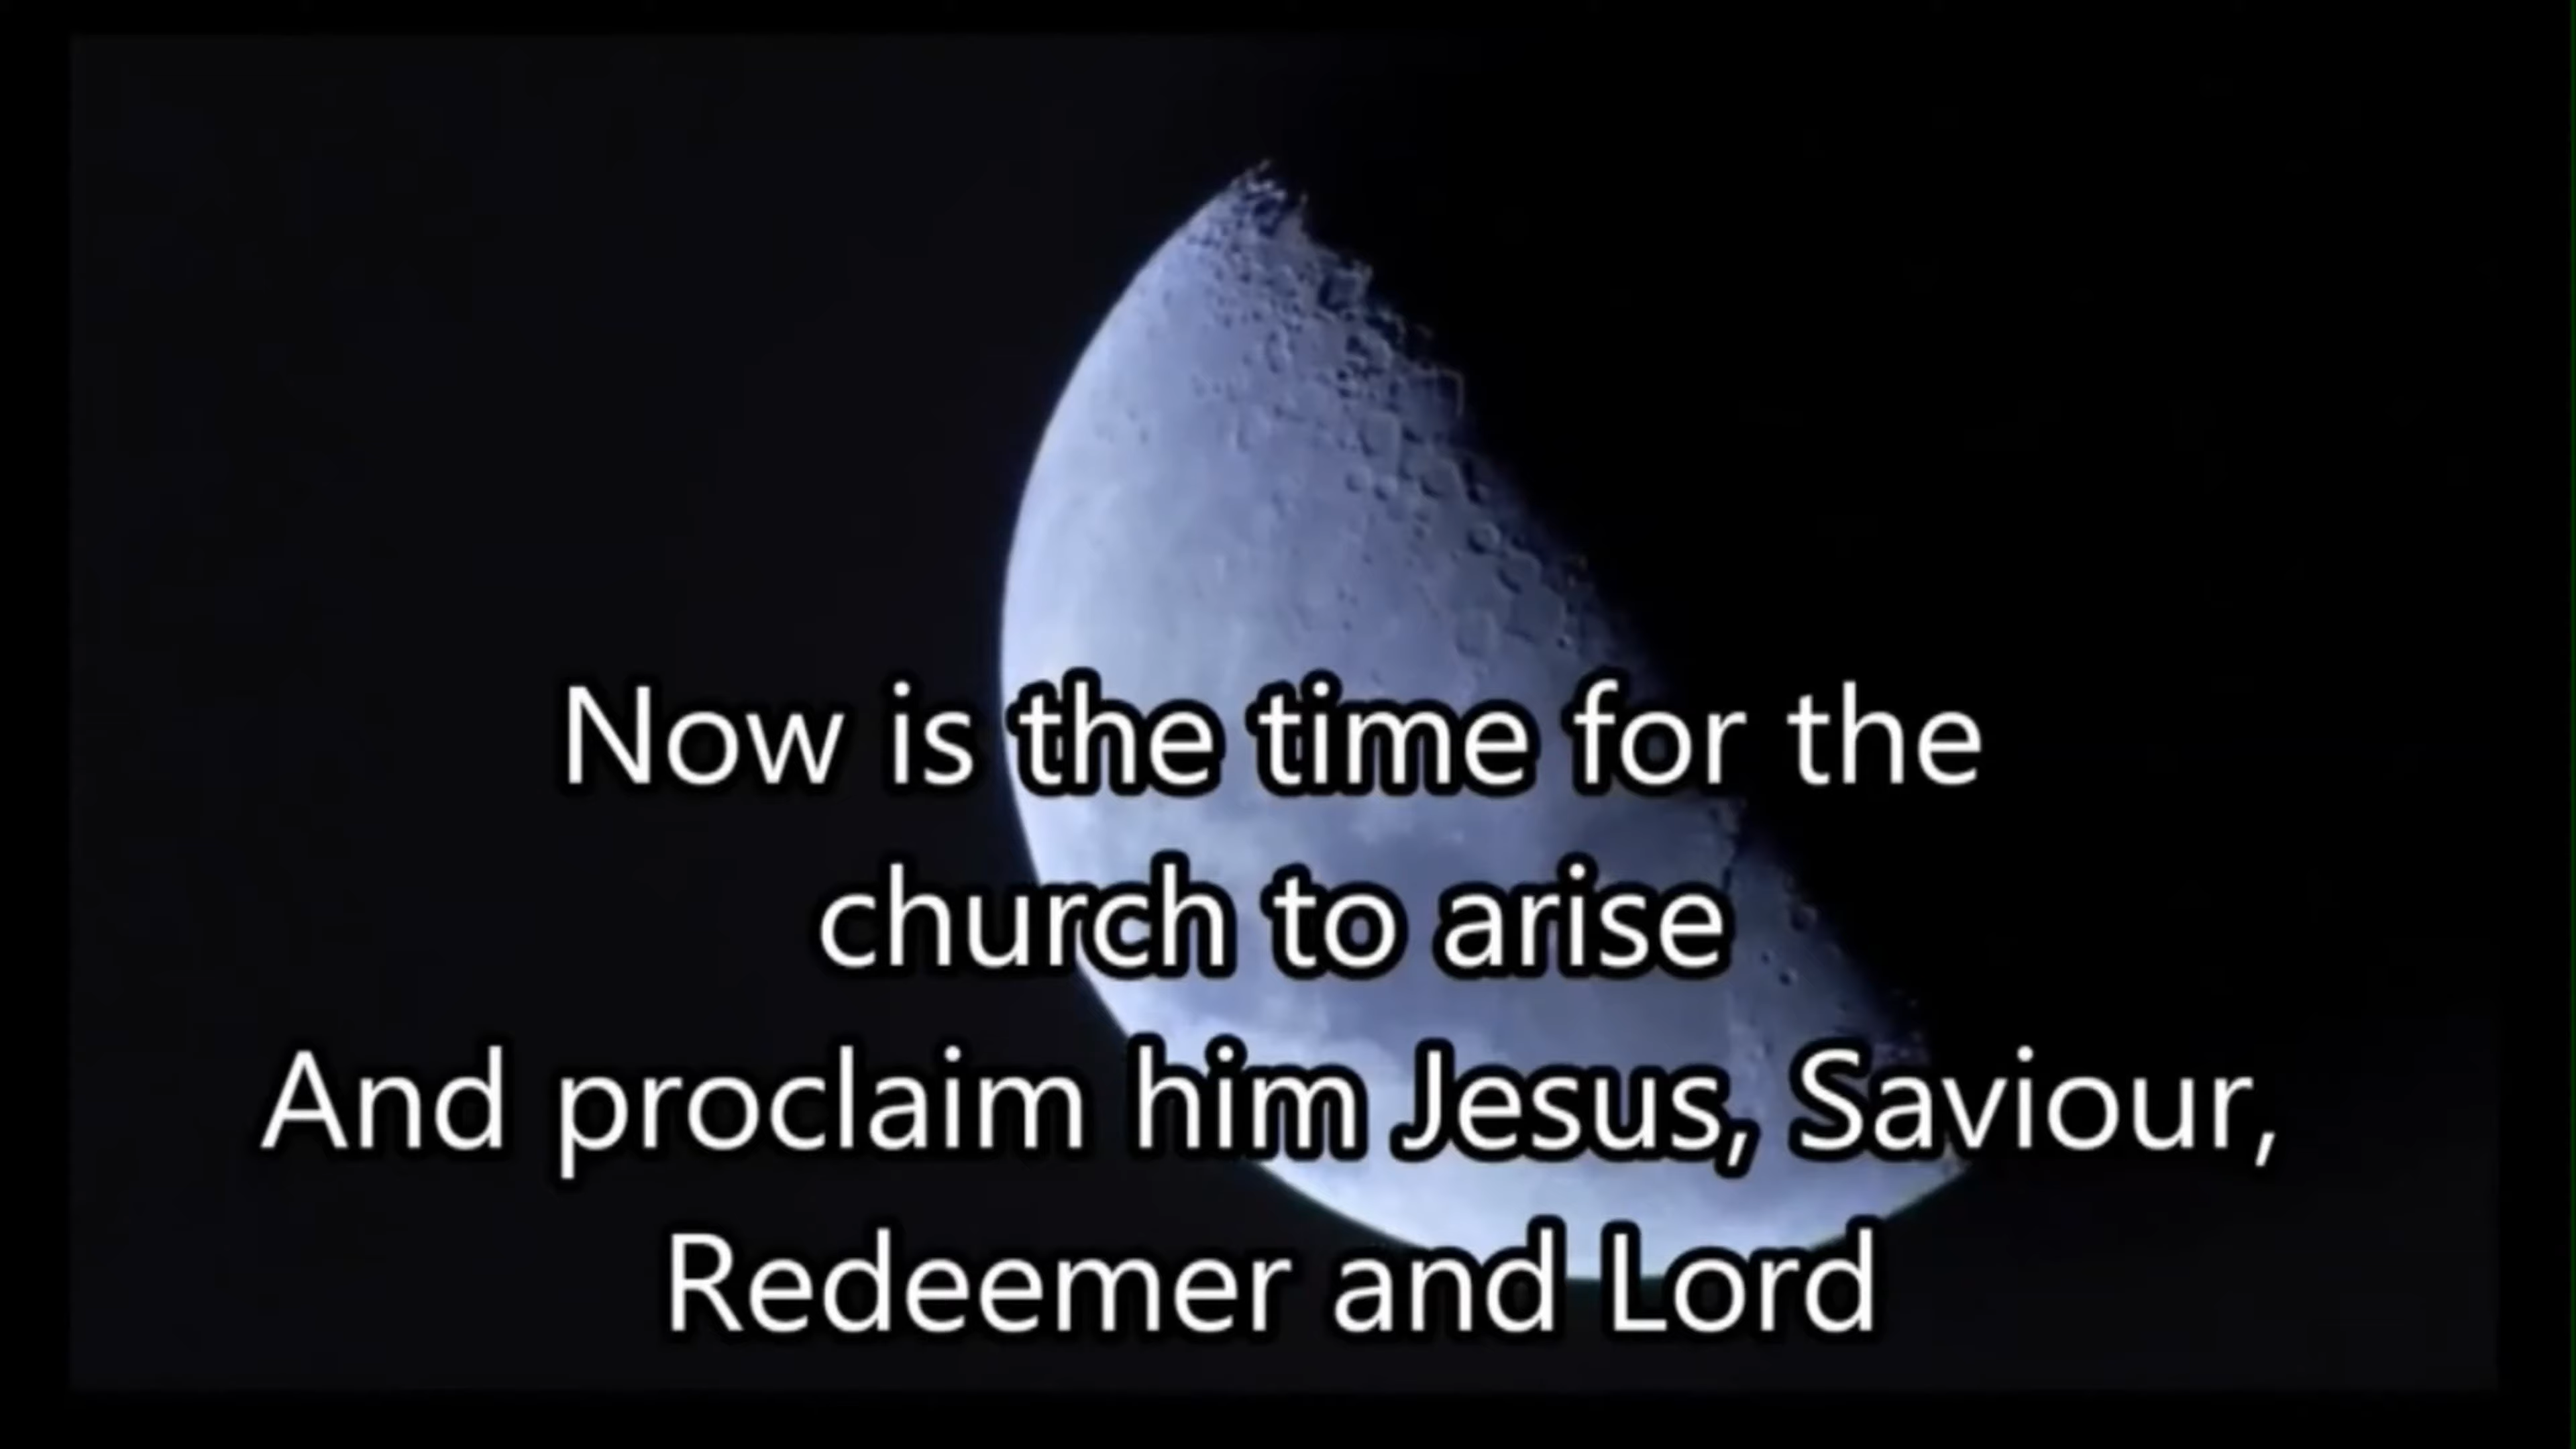 Now is the time for the
church to arise
And proclaim him Jesus, Saviour,
Redeemer and Lord